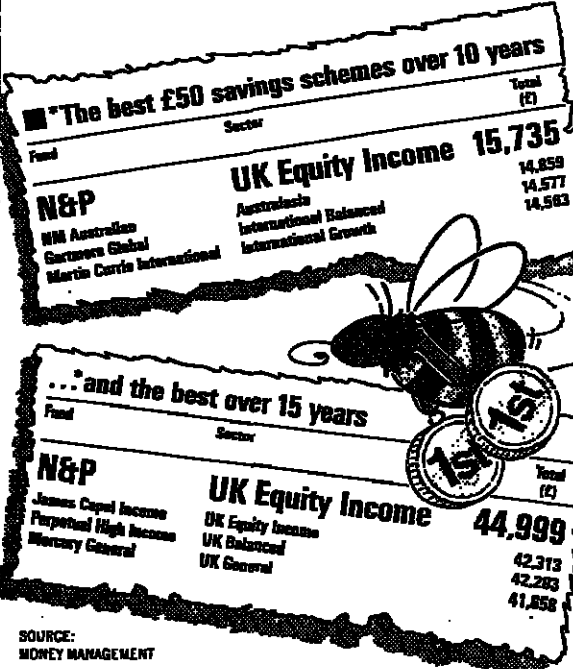 *The best £50 savings schemes over 10 years
Fund Sector Total (£)
N&P UK Equity Income 15,735
NM Australian Australasia 14,859
Gartmore Global International Balanced 14,577
Martin Currie International International Growth 14,563
...*and the best over 15 years
Fund Sector Total (£)
N&P UK Equity Income 44,999
James Capel Income UK Equity Income 42,313
Perpetual High Income UK Balanced 42,203
Mercury General UK General 41,658
1st
1st
SOURCE:
MONEY MANAGEMENT